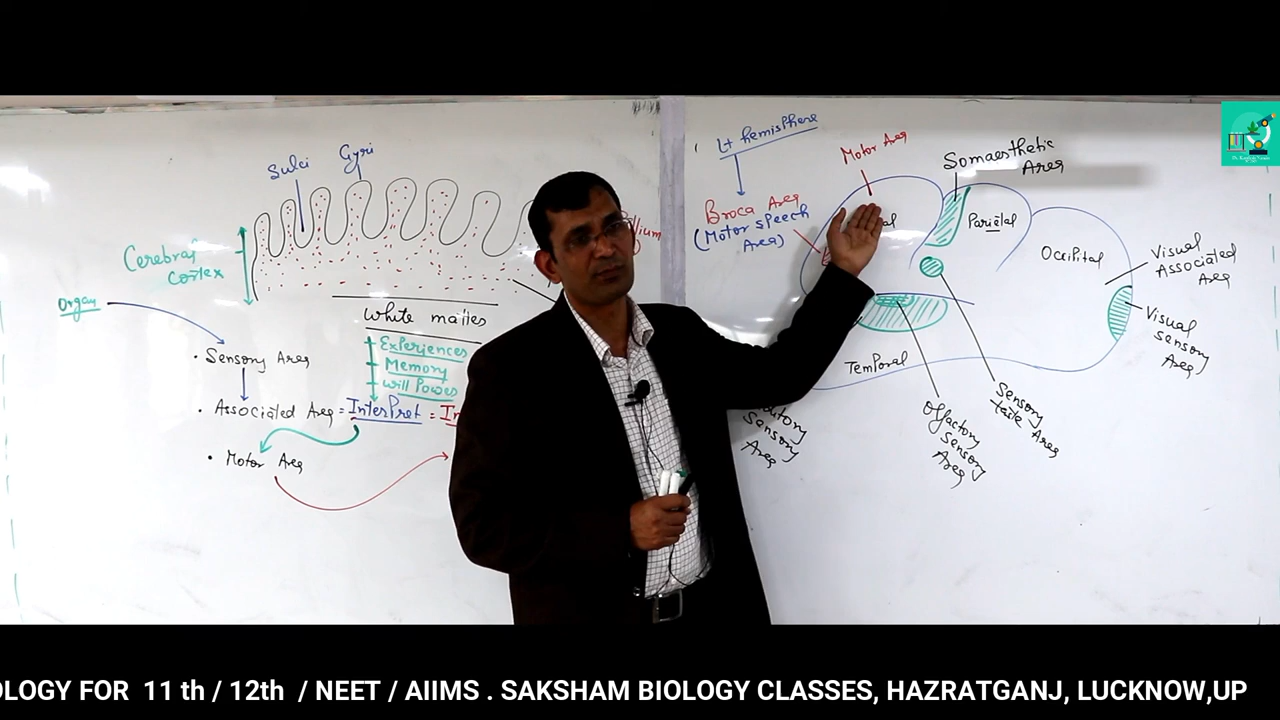 Sulci
Gyri
Cerebral
Cortex
Organ
White matter
Experiences
Memory
Will Power
• Sensory Area
• Associated Area = InterPret = In
• Motor Area
Lt hemisphere
Broca Area
(Motor speech
Area)
Motor Area
Somaesthetic
Area
Parietal
Occipital
Visual
Associated
Area
Visual
Sensory
Area
Temporal
Sensory
Area
Olfactory
Sensory
Area
Sensory
taste Area
OLOGY FOR 11 th / 12th / NEET / AIIMS . SAKSHAM BIOLOGY CLASSES, HAZRATGANJ, LUCKNOW,UP